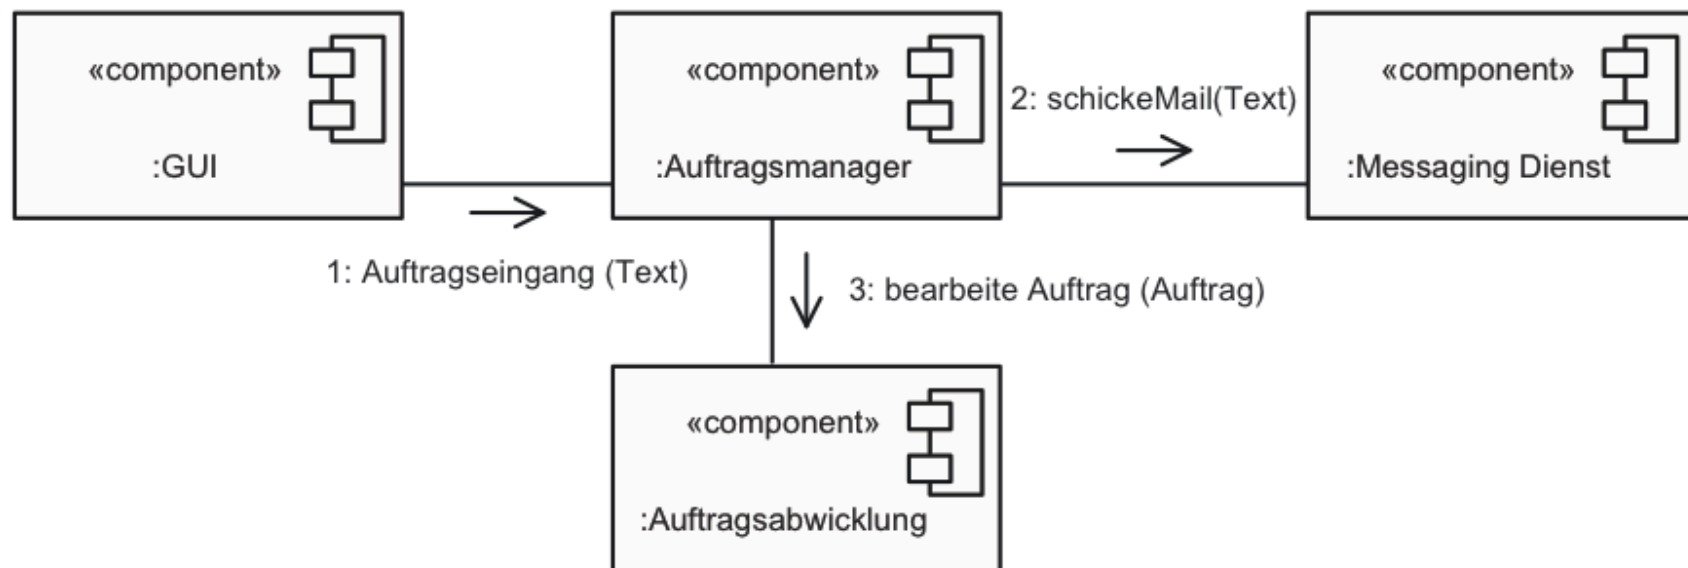 «component»
:GUI
1: Auftragseingang (Text)
«component»
:Auftragsmanager
2: schickeMail(Text)
«component»
:Messaging Dienst
3: bearbeite Auftrag (Auftrag)
«component»
:Auftragsabwicklung